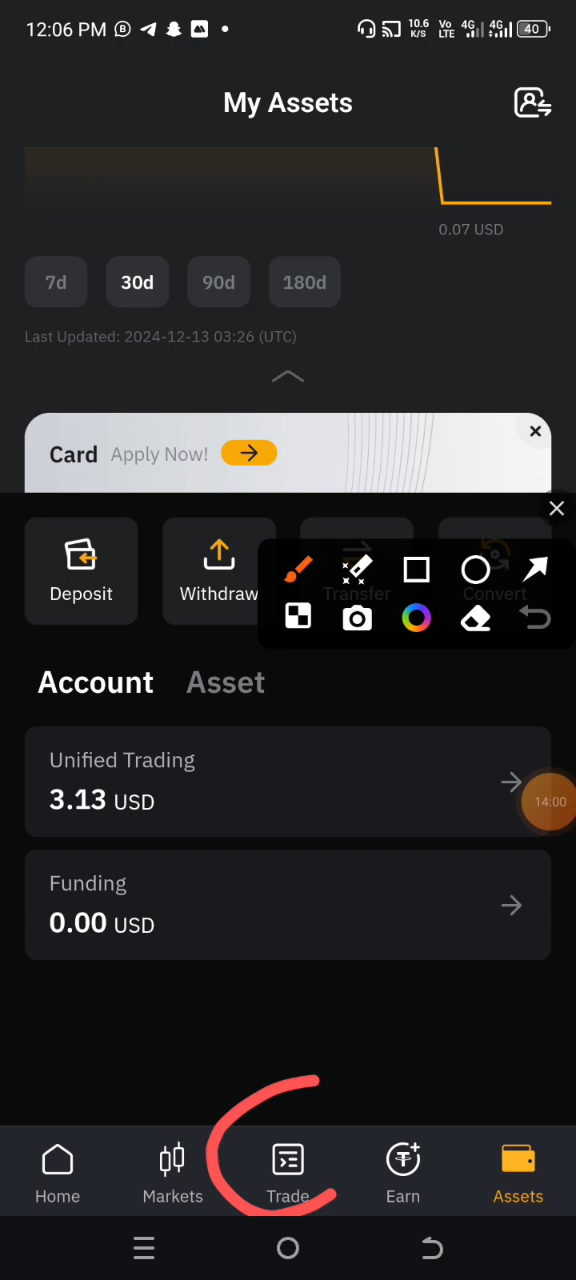 12:06 PM
10.6 K/S
Vo LTE
4G
4G
40
My Assets
0.07 USD
7d 30d 90d 180d
Last Updated: 2024-12-13 03:26 (UTC)
Card Apply Now!
Deposit Withdraw Transfer Convert
Account Asset
Unified Trading
3.13 USD
14:00
Funding
0.00 USD
Home Markets Trade Earn Assets